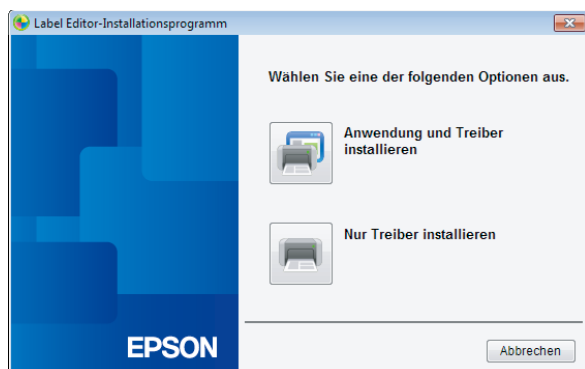 Label Editor-Installationsprogramm
Wählen Sie eine der folgenden Optionen aus.
Anwendung und Treiber
installieren
Nur Treiber installieren
EPSON
Abbrechen